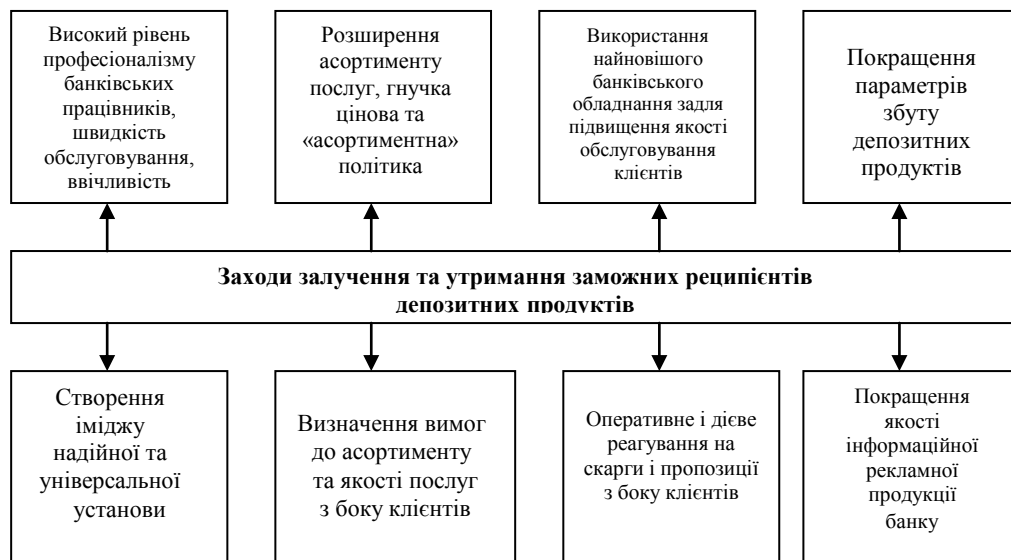 Високий рівень
професіоналізму
банківських
працівників,
швидкість
обслуговування,
ввічливість
Розширення
асортименту
послуг, гнучка
цінова та
«асортиментна»
політика
Використання
найновішого
банківського
обладнання задля
підвищення якості
обслуговування
клієнтів
Покращення
параметрів
збуту
депозитних
продуктів
Заходи залучення та утримання заможних реципієнтів
депозитних продуктів
Створення
іміджу
надійної та
універсальної
установи
Визначення вимог
до асортименту
та якості послуг
з боку клієнтів
Оперативне і дієве
реагування на
скарги і пропозиції
з боку клієнтів
Покращення
якості
інформаційної
рекламної
продукції
банку